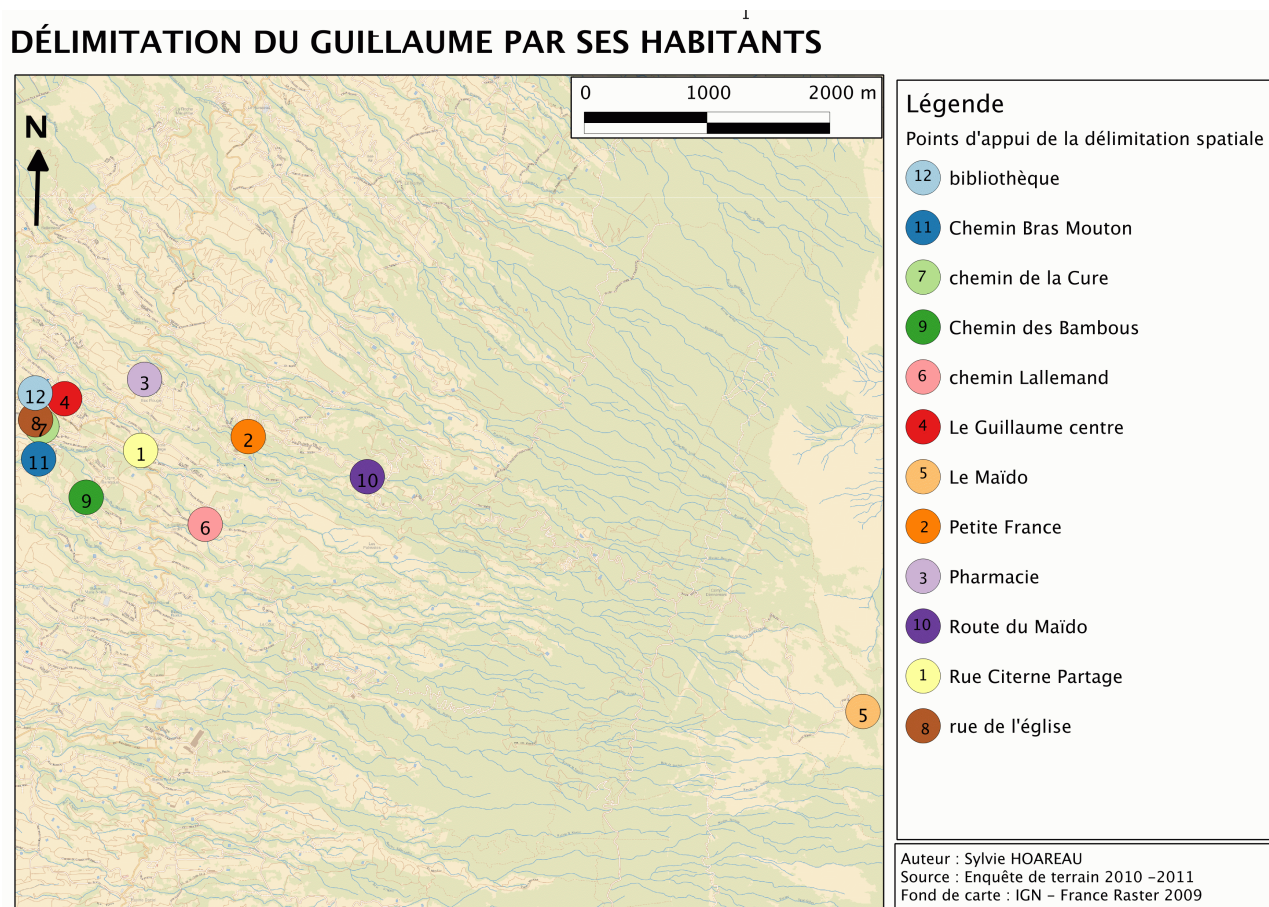 DÉLIMITATION DU GUILLAUME PAR SES HABITANTS
0 1000 2000 m
N
12
4
3
8
7
11
1
2
10
9
6
5
Légende
Points d'appui de la délimitation spatiale
12 bibliothèque
11 Chemin Bras Mouton
7 chemin de la Cure
9 Chemin des Bambous
6 chemin Lallemand
4 Le Guillaume centre
5 Le Maïdo
2 Petite France
3 Pharmacie
10 Route du Maïdo
1 Rue Citerne Partage
8 rue de l'église
Auteur : Sylvie HOAREAU
Source : Enquête de terrain 2010 -2011
Fond de carte : IGN - France Raster 2009